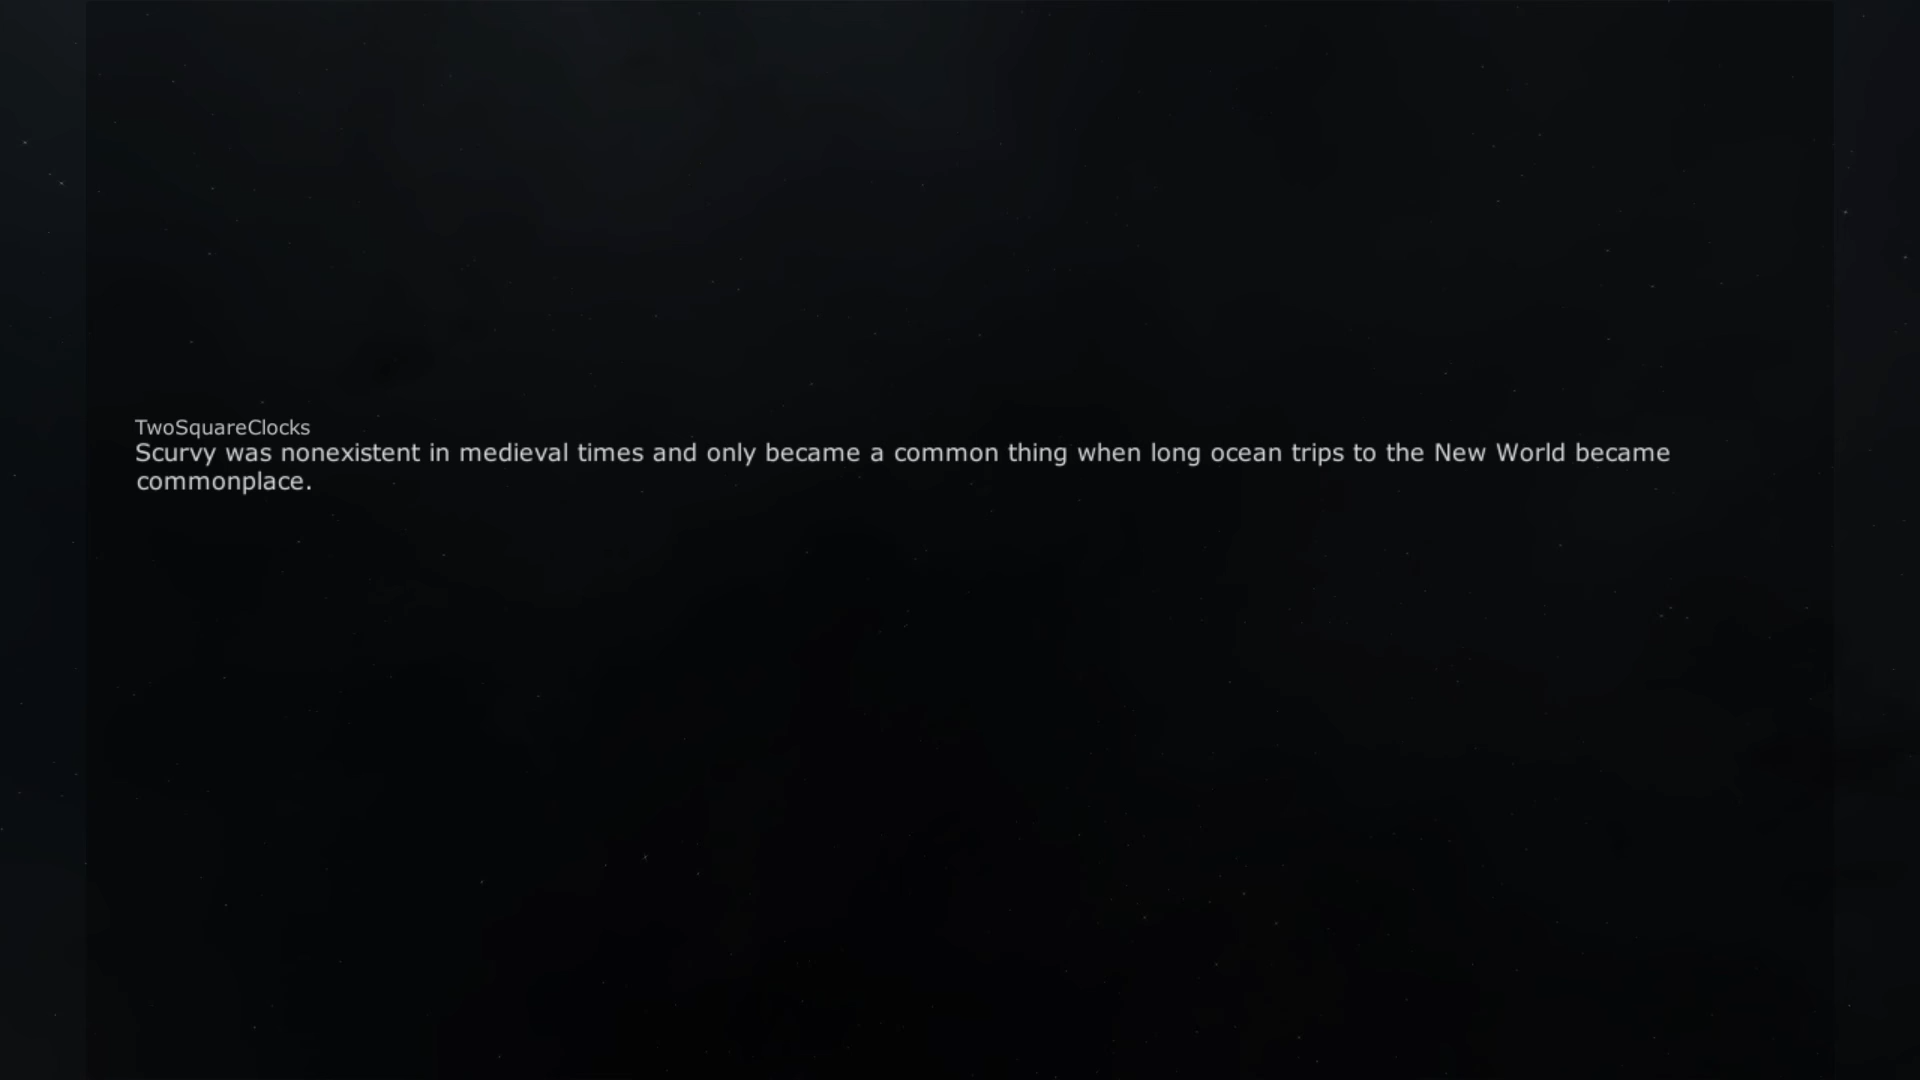 TwoSquareClocks
Scurvy was nonexistent in medieval times and only became a common thing when long ocean trips to the New World became
commonplace.